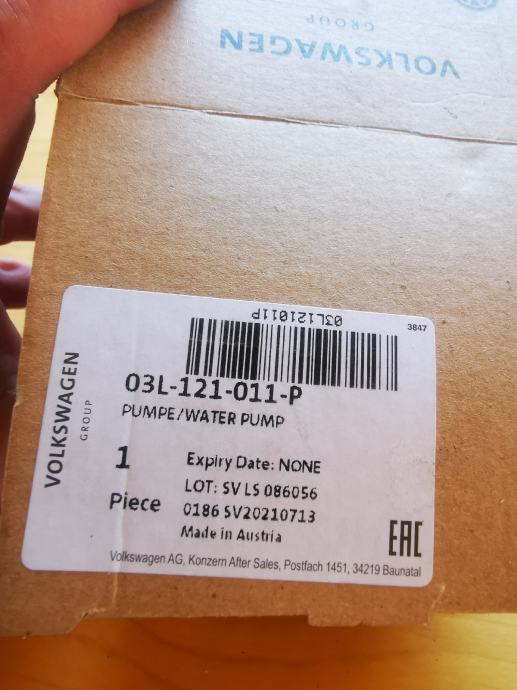 VOLKSWAGEN
GROUP
03L121011P
3847
03L-121-011-P
PUMPE/WATER PUMP
VOLKSWAGEN
GROUP
1
Piece
Expiry Date: NONE
LOT: SV LS 086056
0186 SV20210713
Made in Austria
EAC
Volkswagen AG, Konzern After Sales, Postfach 1451, 34219 Baunatal